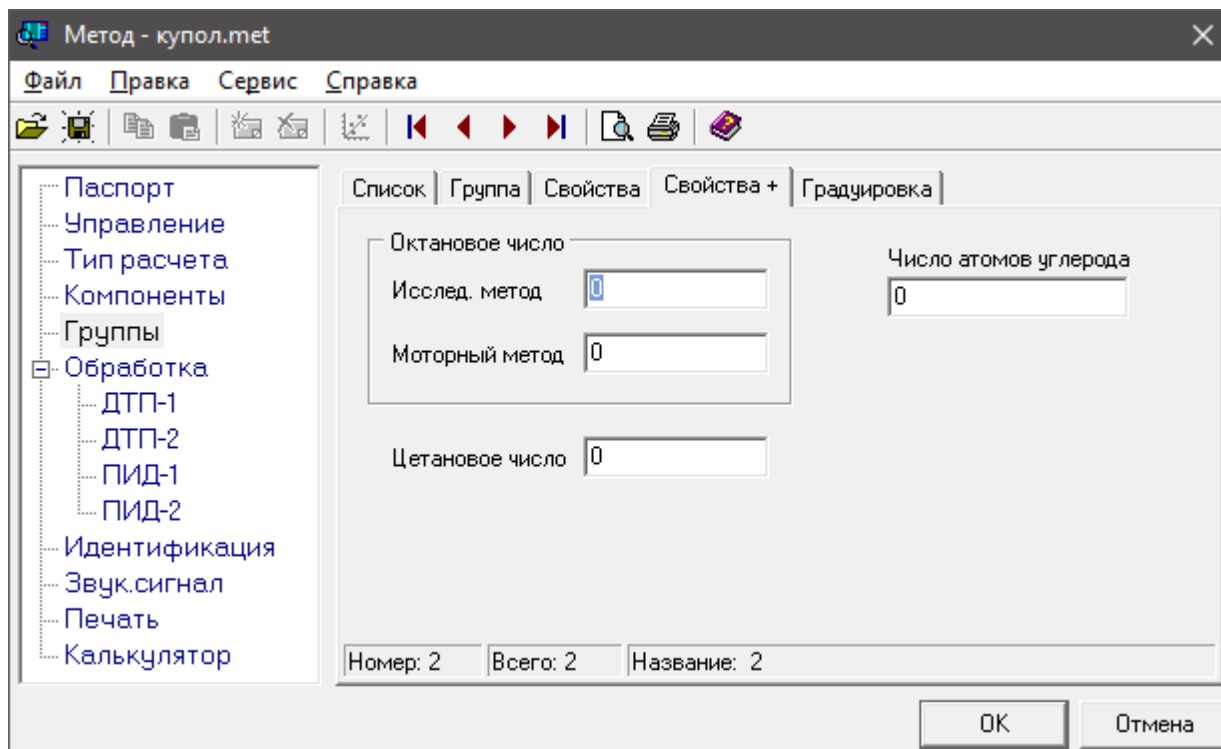 Метод - купол.met
Файл Правка Сервис Справка
Паспорт
Управление
Тип расчета
Компоненты
Группы
Обработка
ДТП-1
ДТП-2
ПИД-1
ПИД-2
Идентификация
Звук.сигнал
Печать
Калькулятор
Список Группа Свойства Свойства + Градуировка
Октановое число
Исслед. метод 0
Моторный метод 0
Цетановое число 0
Число атомов углерода
0
Номер: 2 Всего: 2 Название: 2
OK Отмена